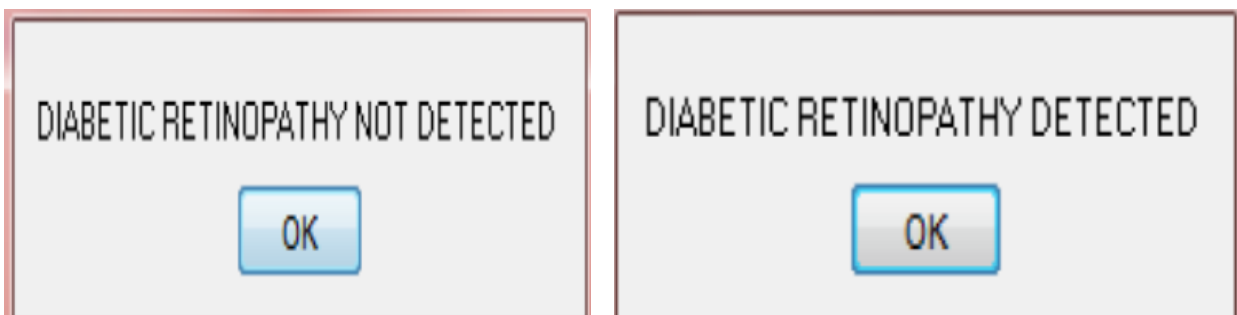 DIABETIC RETINOPATHY NOT DETECTED
OK
DIABETIC RETINOPATHY DETECTED
OK